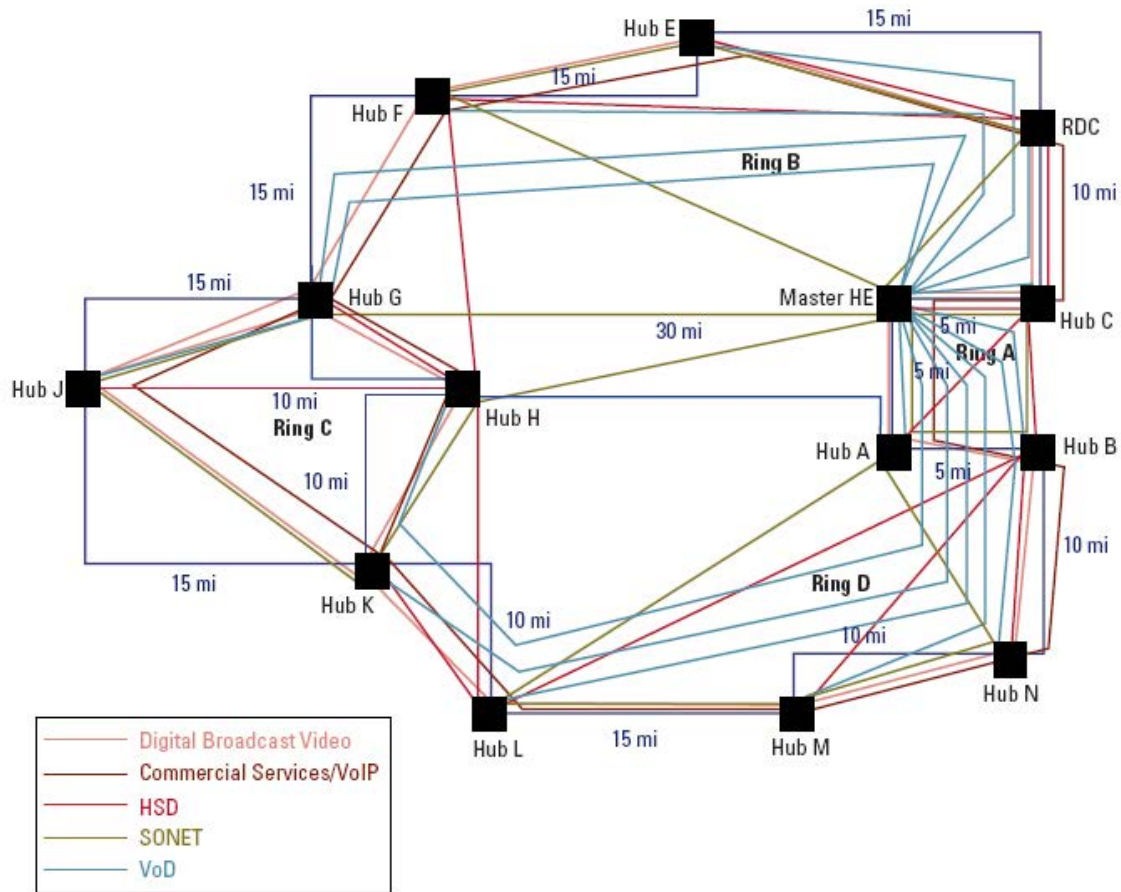 Hub E
15 mi
15 mi
Hub F
RDC
Ring B
10 mi
15 mi
15 mi
Hub G
Master HE
30 mi
5 mi
Hub C
Ring A
5 mi
Hub J
10 mi
Ring C
Hub H
Hub A
Hub B
5 mi
10 mi
10 mi
15 mi
Hub K
Ring D
10 mi
10 mi
Hub N
Hub L
15 mi
Hub M
Digital Broadcast Video
Commercial Services/VoIP
HSD
SONET
VoD